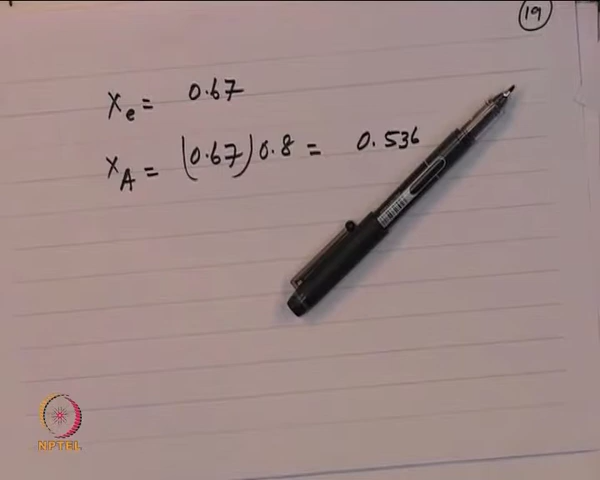 19
Xe = 0.67
XA = (0.67) 0.8 = 0.536
NPTEL